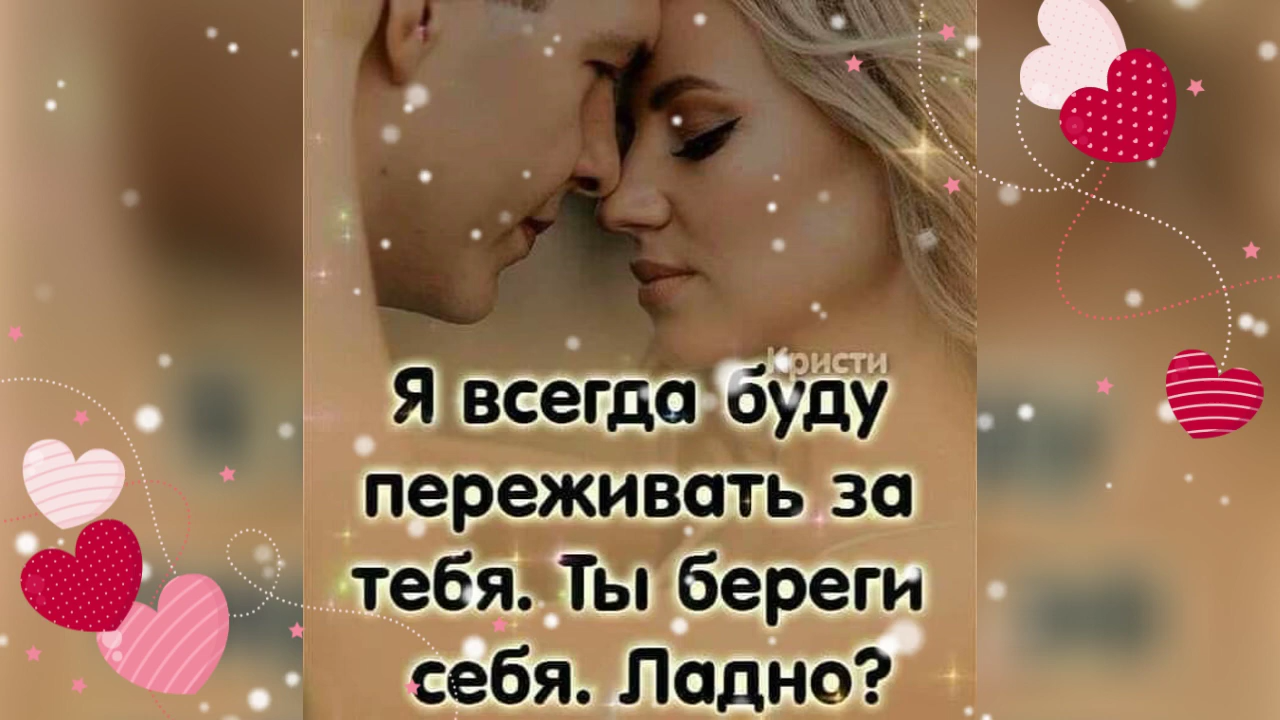 Кристи
Я всегда буду
переживать за
тебя. Ты береги
себя. Ладно?